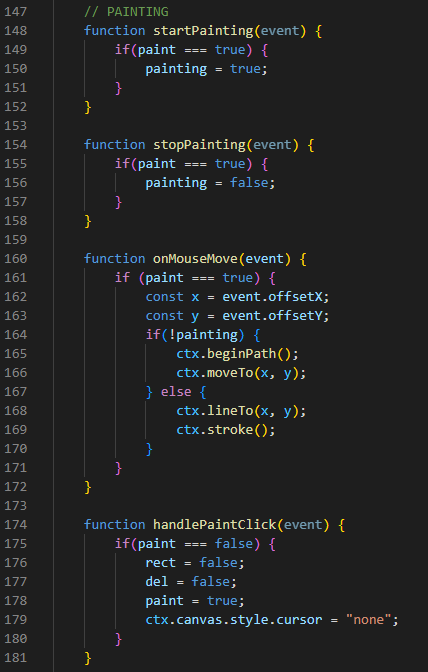 147 // PAINTING
148 function startPainting(event) {
149 if(paint === true) {
150 painting = true;
151 }
152 }
153
154 function stopPainting(event) {
155 if(paint === true) {
156 painting = false;
157 }
158 }
159
160 function onMouseMove(event) {
161 if (paint === true) {
162 const x = event.offsetX;
163 const y = event.offsetY;
164 if(!painting) {
165 ctx.beginPath();
166 ctx.moveTo(x, y);
167 } else {
168 ctx.lineTo(x, y);
169 ctx.stroke();
170 }
171 }
172 }
173
174 function handlePaintClick(event) {
175 if(paint === false) {
176 rect = false;
177 del = false;
178 paint = true;
179 ctx.canvas.style.cursor = "none";
180 }
181 }